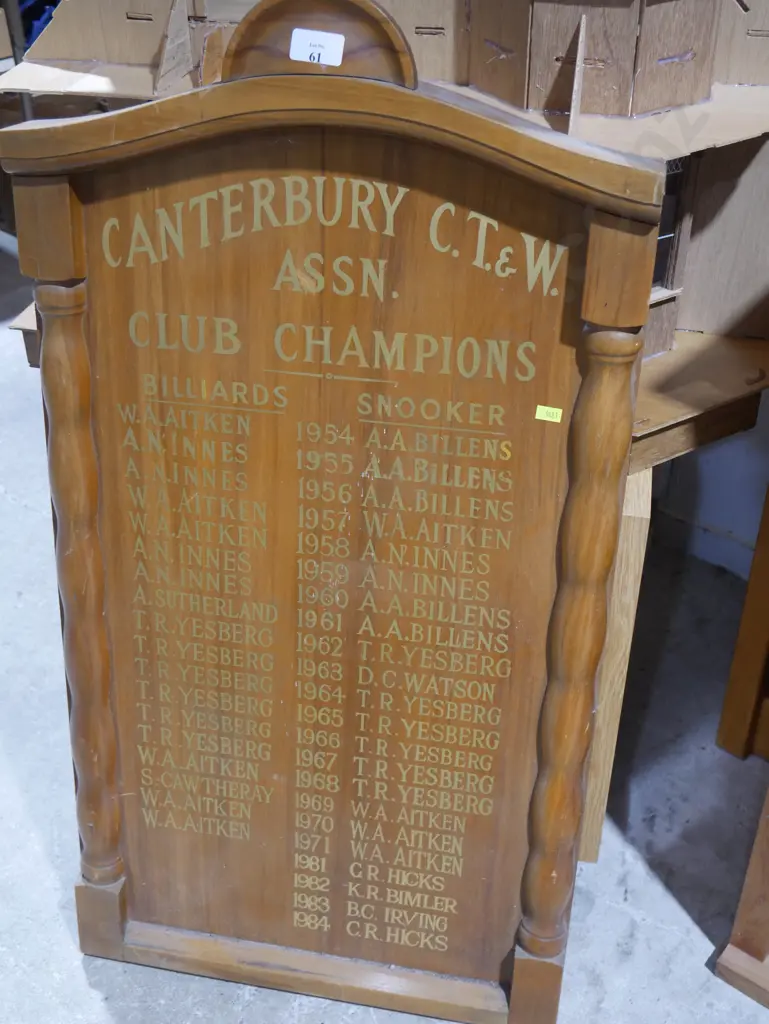 Lot No.
61
CANTERBURY C.T.&W.
ASSN.
CLUB CHAMPIONS
BILLIARDS SNOOKER
W.A.AITKEN 1954 A.A.BILLENS
A.N.INNES 1955 A.A.BILLENS
A.N.INNES 1956 A.A.BILLENS
W.A.AITKEN 1957 W.A.AITKEN
W.A.AITKEN 1958 A.N.INNES
A.N.INNES 1959 A.N.INNES
A.N.INNES 1960 A.A.BILLENS
A.SUTHERLAND 1961 A.A.BILLENS
T.R.YESBERG 1962 T.R.YESBERG
T.R.YESBERG 1963 D.C.WATSON
T.R.YESBERG 1964 T.R.YESBERG
T.R.YESBERG 1965 T.R.YESBERG
T.R.YESBERG 1966 T.R.YESBERG
T.R.YESBERG 1967 T.R.YESBERG
W.A.AITKEN 1968 T.R.YESBERG
S.CAWTHERAY 1969 W.A.AITKEN
W.A.AITKEN 1970 W.A.AITKEN
W.A.AITKEN 1971 W.A.AITKEN
1981 C.R.HICKS
1982 K.R.BIMLER
1983 B.C.IRVING
1984 C.R.HICKS